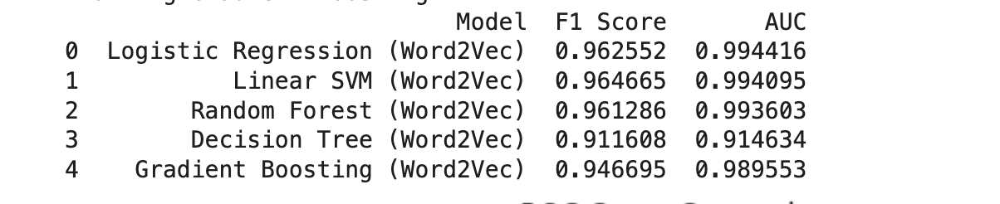 Model F1 Score AUC
0 Logistic Regression (Word2Vec) 0.962552 0.994416
1 Linear SVM (Word2Vec) 0.964665 0.994095
2 Random Forest (Word2Vec) 0.961286 0.993603
3 Decision Tree (Word2Vec) 0.911608 0.914634
4 Gradient Boosting (Word2Vec) 0.946695 0.989553